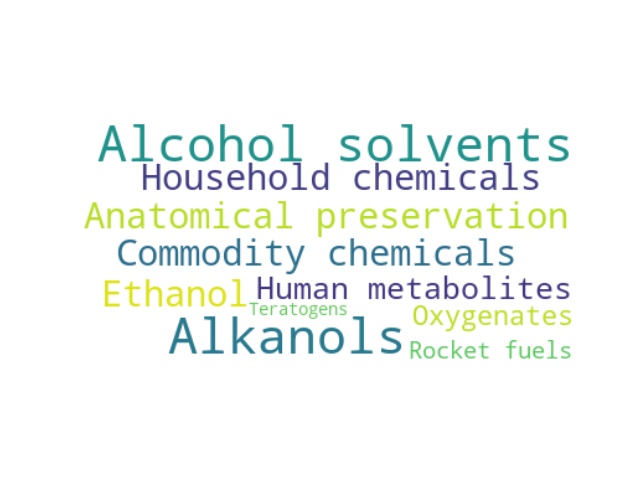 Alcohol solvents
Household chemicals
Anatomical preservation
Commodity chemicals
Ethanol
Human metabolites
Teratogens
Oxygenates
Alkanols
Rocket fuels